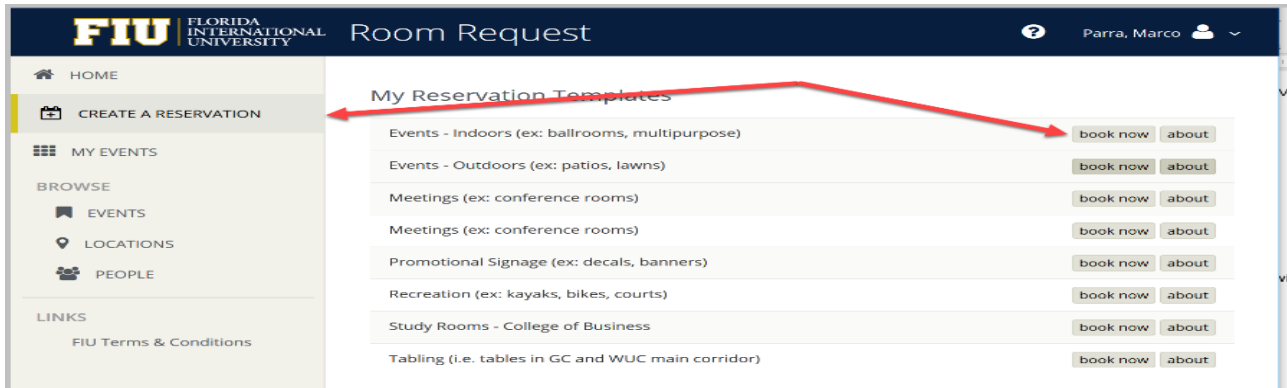 FIU
FLORIDA
INTERNATIONAL
UNIVERSITY
Room Request
?
Parra, Marco
HOME
CREATE A RESERVATION
MY EVENTS
BROWSE
EVENTS
LOCATIONS
PEOPLE
LINKS
FIU Terms & Conditions
My Reservation Templates
Events - Indoors (ex: ballrooms, multipurpose) book now about
Events - Outdoors (ex: patios, lawns) book now about
Meetings (ex: conference rooms) book now about
Meetings (ex: conference rooms) book now about
Promotional Signage (ex: decals, banners) book now about
Recreation (ex: kayaks, bikes, courts) book now about
Study Rooms - College of Business book now about
Tabling (i.e. tables in GC and WUC main corridor) book now about